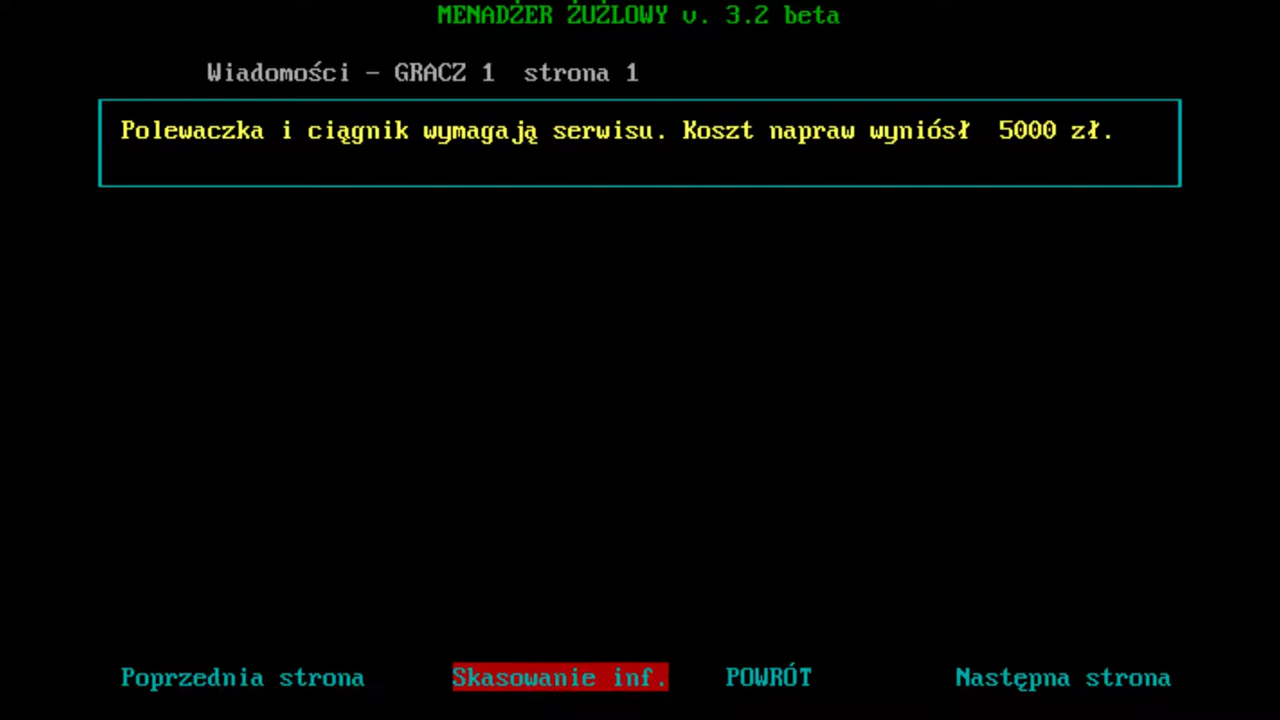 MENADŻER ŻUŻLOWY v. 3.2 beta
Wiadomości - GRACZ 1 strona 1
Polewaczka i ciągnik wymagają serwisu. Koszt napraw wyniósł 5000 zł.
Poprzednia strona Skasowanie inf. POWRÓT Następna strona